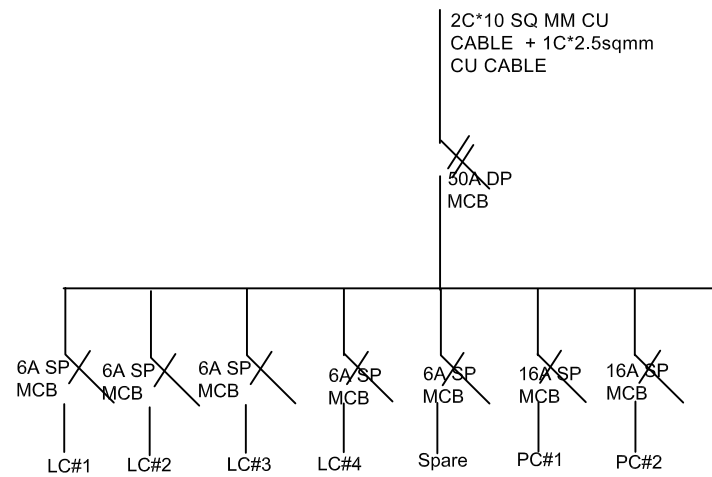 2C*10 SQ MM CU
CABLE + 1C*2.5sqmm
CU CABLE
50A DP
MCB
6A SP
MCB
6A SP
MCB
6A SP
MCB
6A SP
MCB
6A SP
MCB
16A SP
MCB
16A SP
MCB
LC#1
LC#2
LC#3
LC#4
Spare
PC#1
PC#2